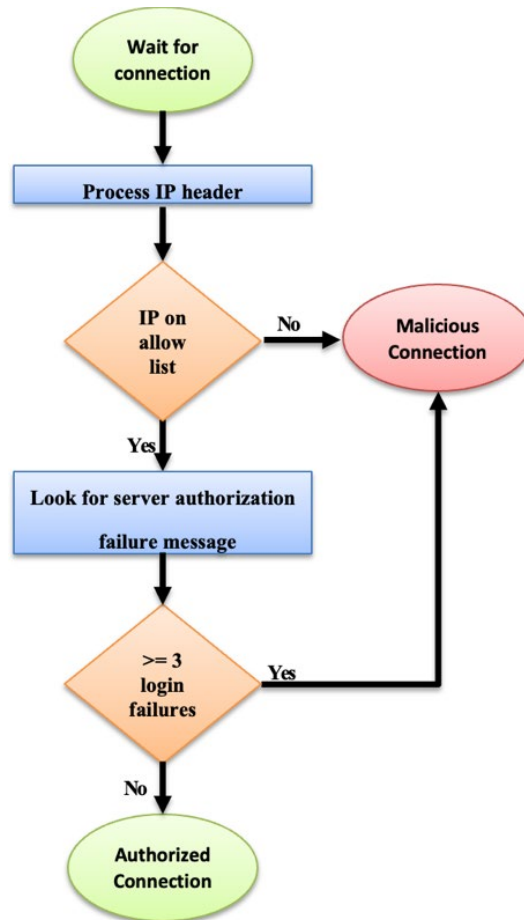 Wait for
connection
Process IP header
IP on
allow
list
No
Malicious
Connection
Yes
Look for server authorization
failure message
>= 3
login
failures
Yes
No
Authorized
Connection